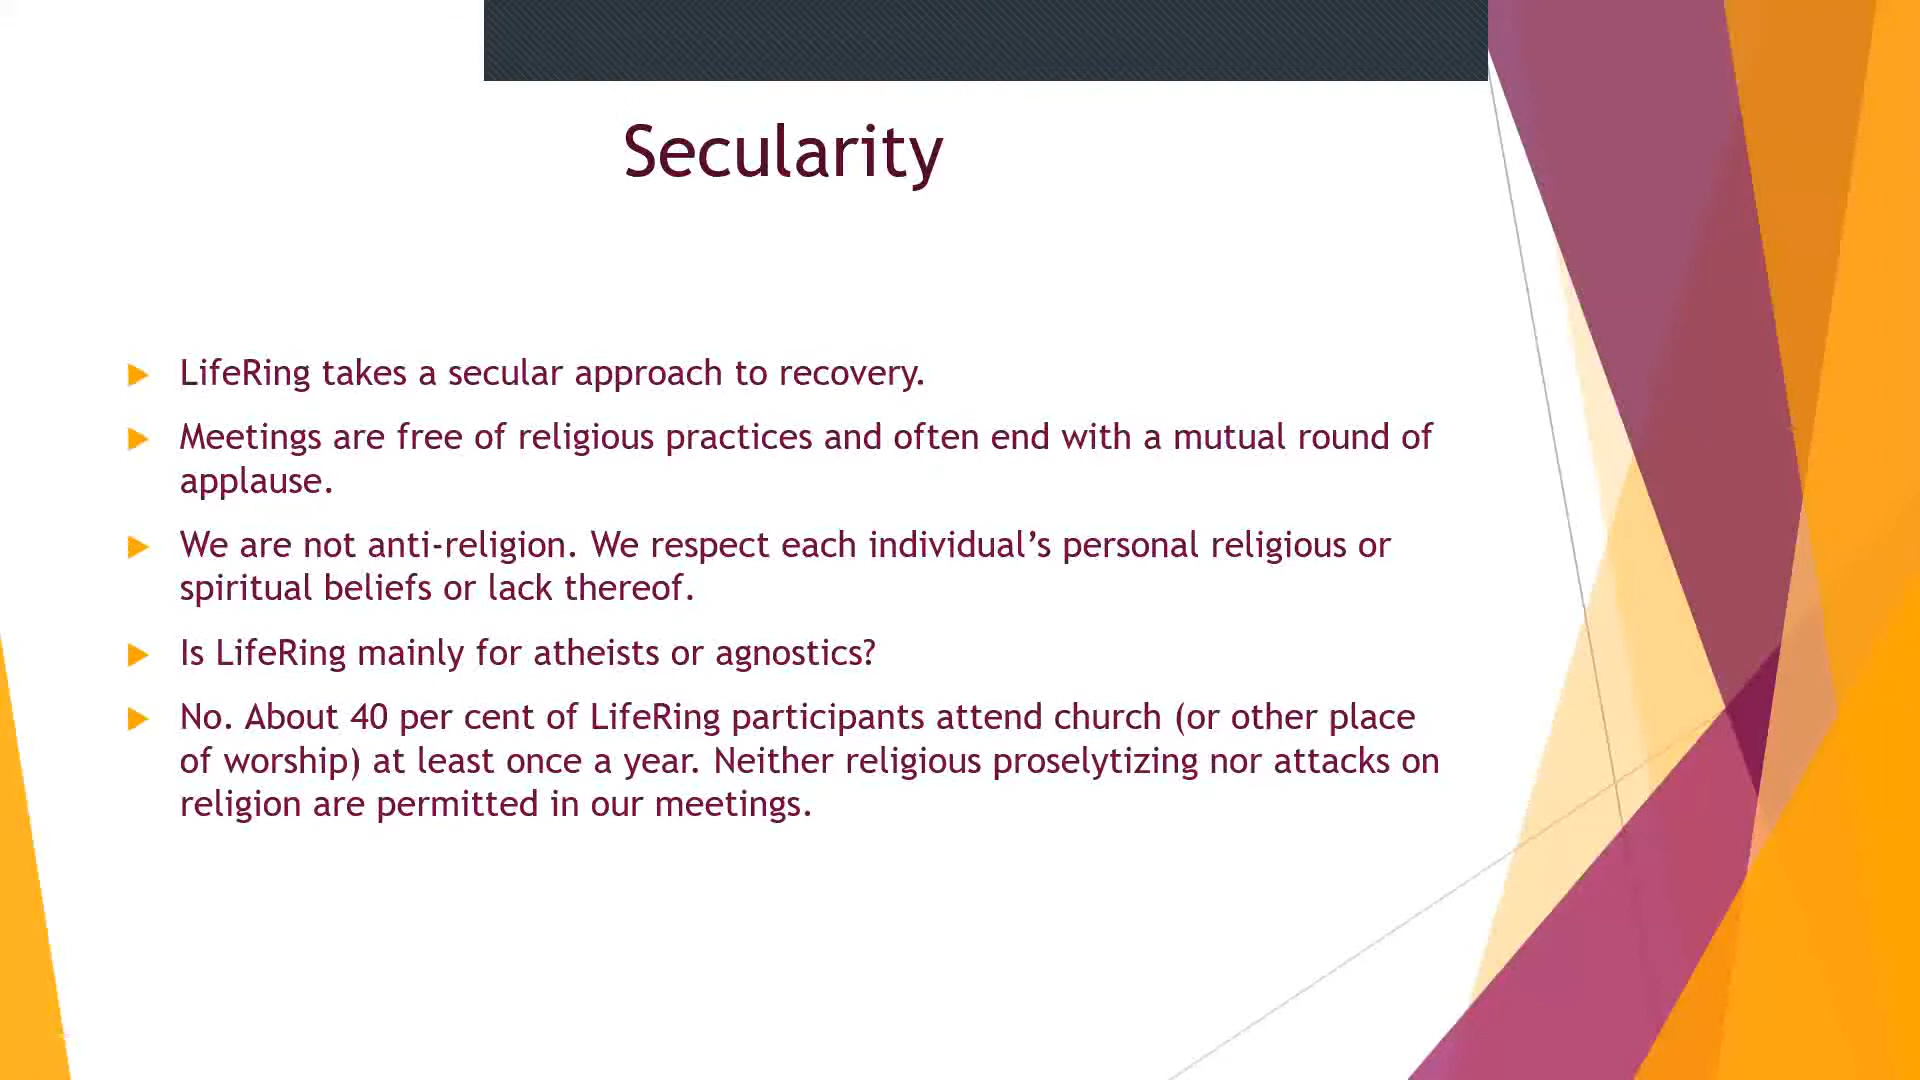 Secularity
LifeRing takes a secular approach to recovery.
Meetings are free of religious practices and often end with a mutual round of
applause.
We are not anti-religion. We respect each individual’s personal religious or
spiritual beliefs or lack thereof.
Is LifeRing mainly for atheists or agnostics?
No. About 40 per cent of LifeRing participants attend church (or other place
of worship) at least once a year. Neither religious proselytizing nor attacks on
religion are permitted in our meetings.